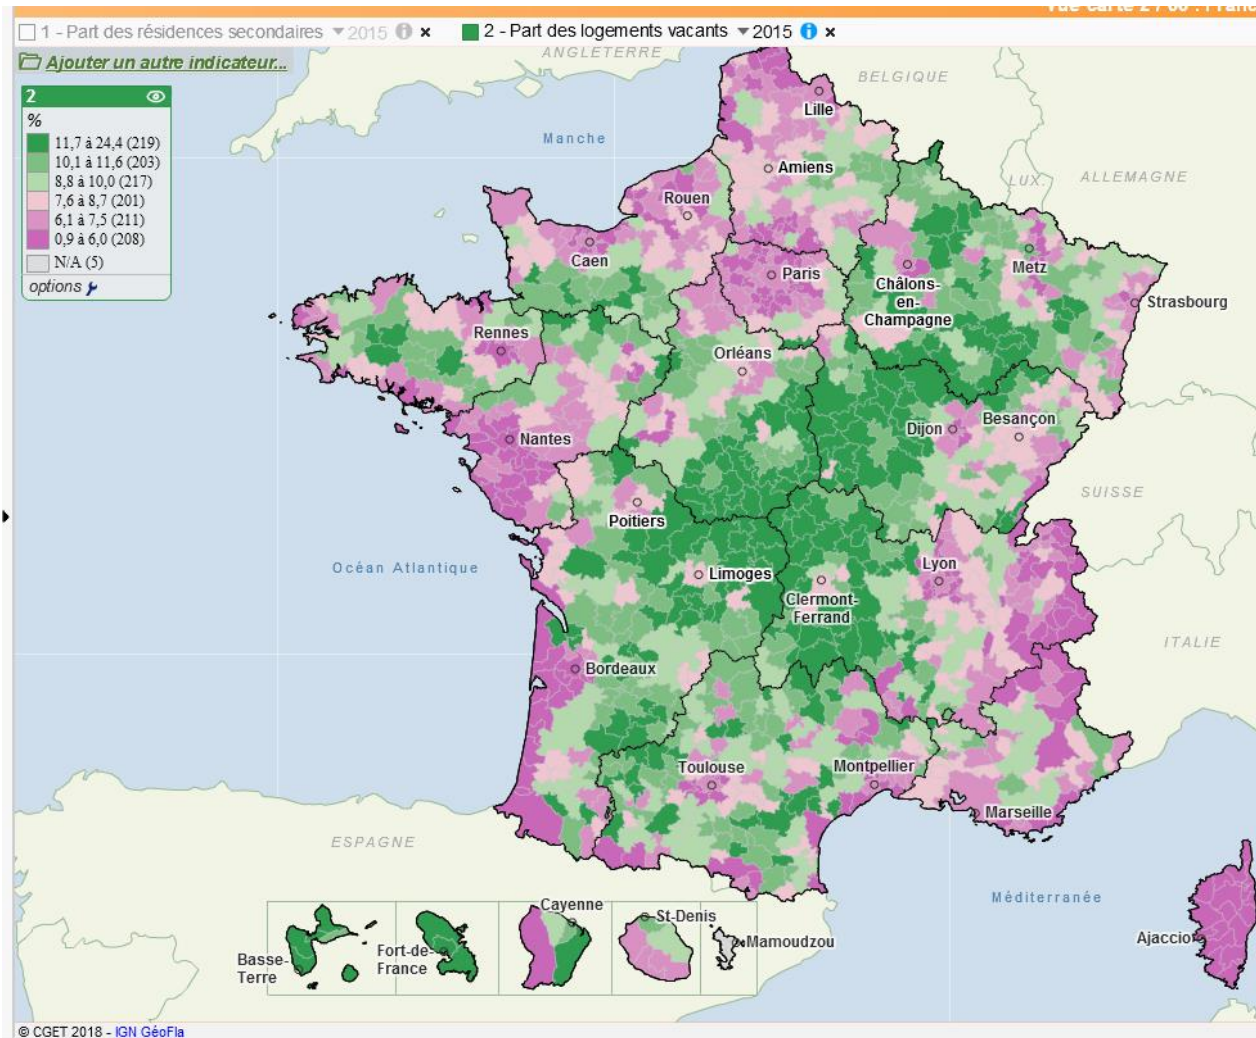 1 - Part des résidences secondaires 2015 i x
2 - Part des logements vacants 2015 i x
Ajouter un autre indicateur...
2
%
11,7 à 24,4 (219)
10,1 à 11,6 (203)
8,8 à 10,0 (217)
7,6 à 8,7 (201)
6,1 à 7,5 (211)
0,9 à 6,0 (208)
N/A (5)
options
ANGLETERRE
BELGIQUE
Manche
Lille
LUX.
ALLEMAGNE
Amiens
Rouen
Caen
Paris
Metz
Châlons-
en-
Champagne
Strasbourg
Rennes
Orléans
Nantes
Dijon
Besançon
SUISSE
Poitiers
Océan Atlantique
Limoges
Lyon
Clermont-
Ferrand
ITALIE
Bordeaux
Toulouse
Montpellier
Marseille
ESPAGNE
Méditerranée
Ajaccio
Cayenne
St-Denis
Mamoudzou
Basse-
Terre
Fort-de-
France
© CGET 2018 - IGN GéoFla